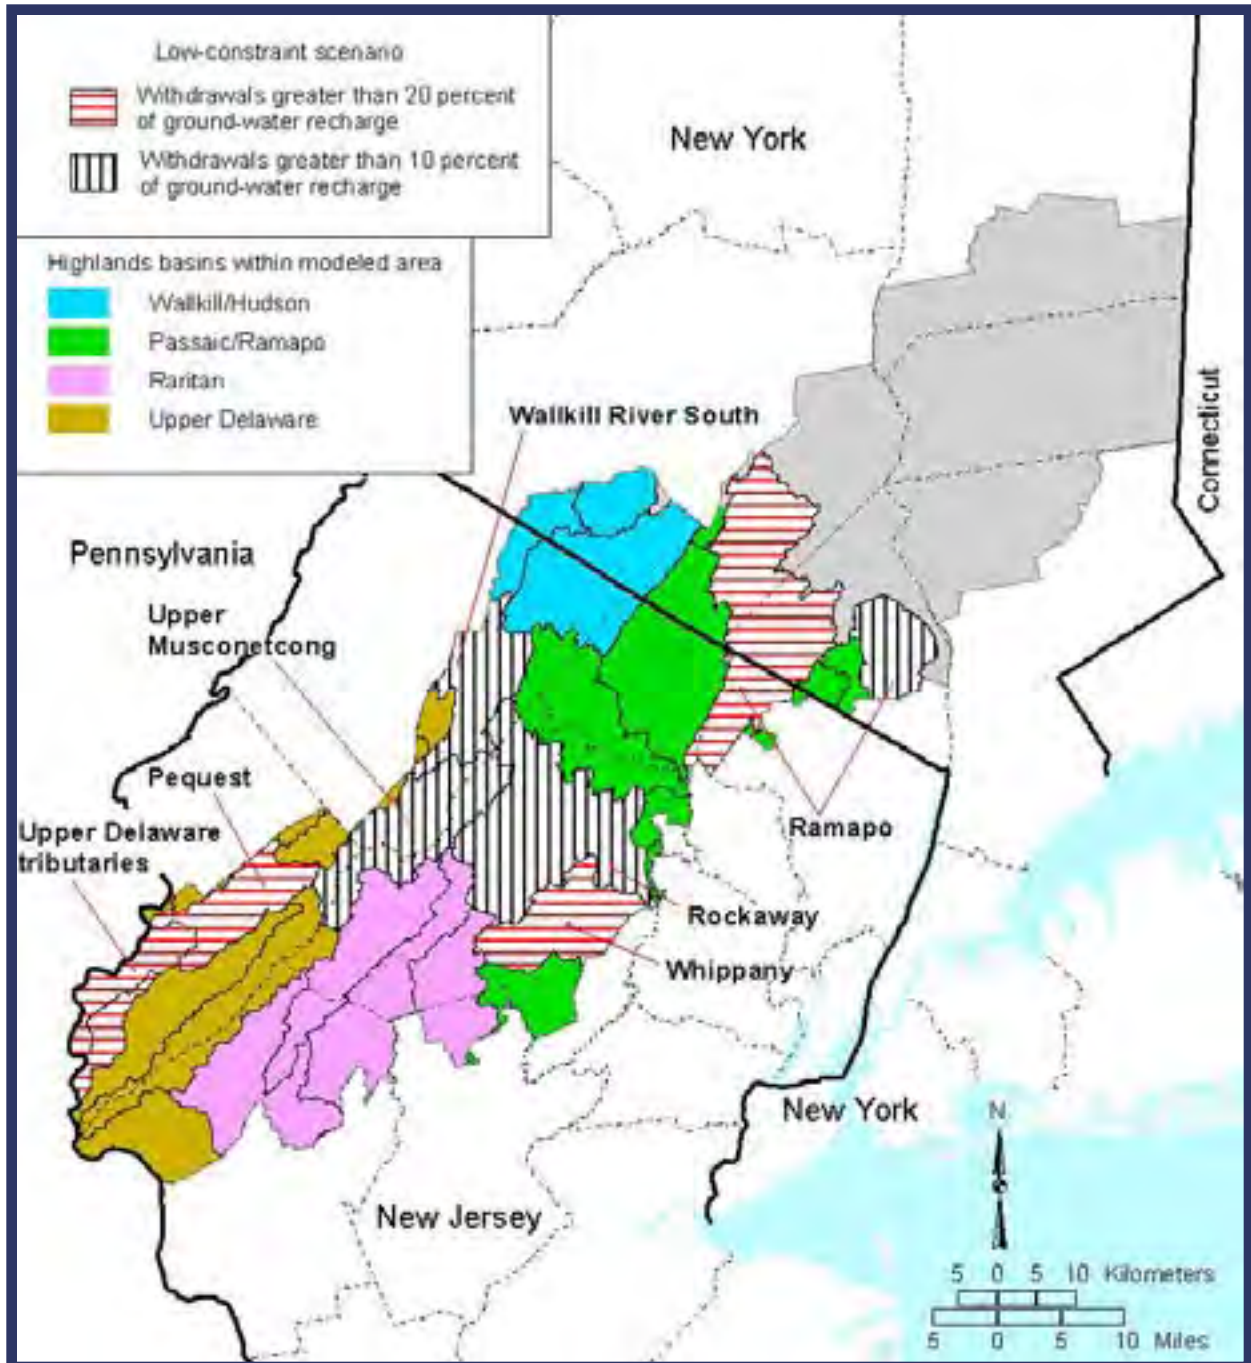 Low-constraint scenario
Withdrawals greater than 20 percent
of ground-water recharge
Withdrawals greater than 10 percent
of ground-water recharge
New York
Highlands basins within modeled area
Wallkill/Hudson
Passaic/Ramapo
Raritan
Upper Delaware
Connecticut
Wallkill River South
Pennsylvania
Upper
Musconetcong
Pequest
Upper Delaware
tributaries
Ramapo
Rockaway
Whippany
New York
N
New Jersey
5 0 5 10 Kilometers
5 0 5 10 Miles